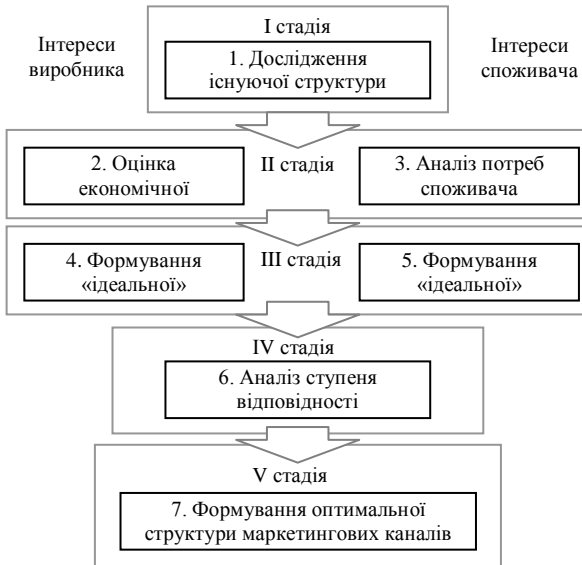 І стадія
Інтереси
виробника
1. Дослідження
існуючої структури
Інтереси
споживача
2. Оцінка
економічної
ІІ стадія
3. Аналіз потреб
споживача
4. Формування
«ідеальної»
ІІІ стадія
5. Формування
«ідеальної»
IV стадія
6. Аналіз ступеня
відповідності
V стадія
7. Формування оптимальної
структури маркетингових каналів